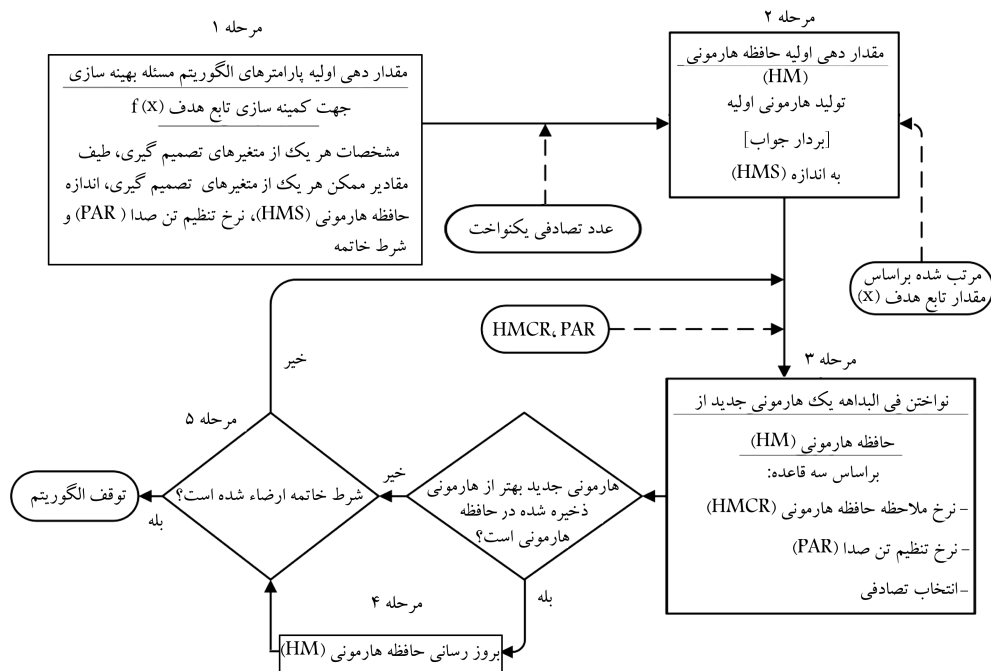 مرحله ۱
مقدار دهی اولیه پارامترهای الگوریتم مسئله بهینه سازی
جهت کمینه سازی تابع هدف f (x)
مشخصات هر یک از متغیرهای تصمیم گیری، طیف
مقادیر ممکن هر یک از متغیرهای تصمیم گیری، اندازه
حافظه هارمونی (HMS)، نرخ تنظیم تن صدا (PAR) و
شرط خاتمه
مرحله ۲
مقدار دهی اولیه حافظه هارمونی
(HM)
تولید هارمونی اولیه
[بردار جواب]
به اندازه (HMS)
عدد تصادفی یکنواخت
مرتب شده براساس
مقدار تابع هدف (x)
HMCR، PAR
مرحله ۳
نواختن فی البداهه یک هارمونی جدید از
حافظه هارمونی (HM)
براساس سه قاعده:
- نرخ ملاحظه حافظه هارمونی (HMCR)
- نرخ تنظیم تن صدا (PAR)
- انتخاب تصادفی
هارمونی جدید بهتر از هارمونی
ذخیره شده در حافظه
هارمونی است؟
خیر
بله
مرحله ۴
بروز رسانی حافظه هارمونی (HM)
مرحله ۵
شرط خاتمه ارضاء شده است؟
خیر
بله
توقف الگوریتم